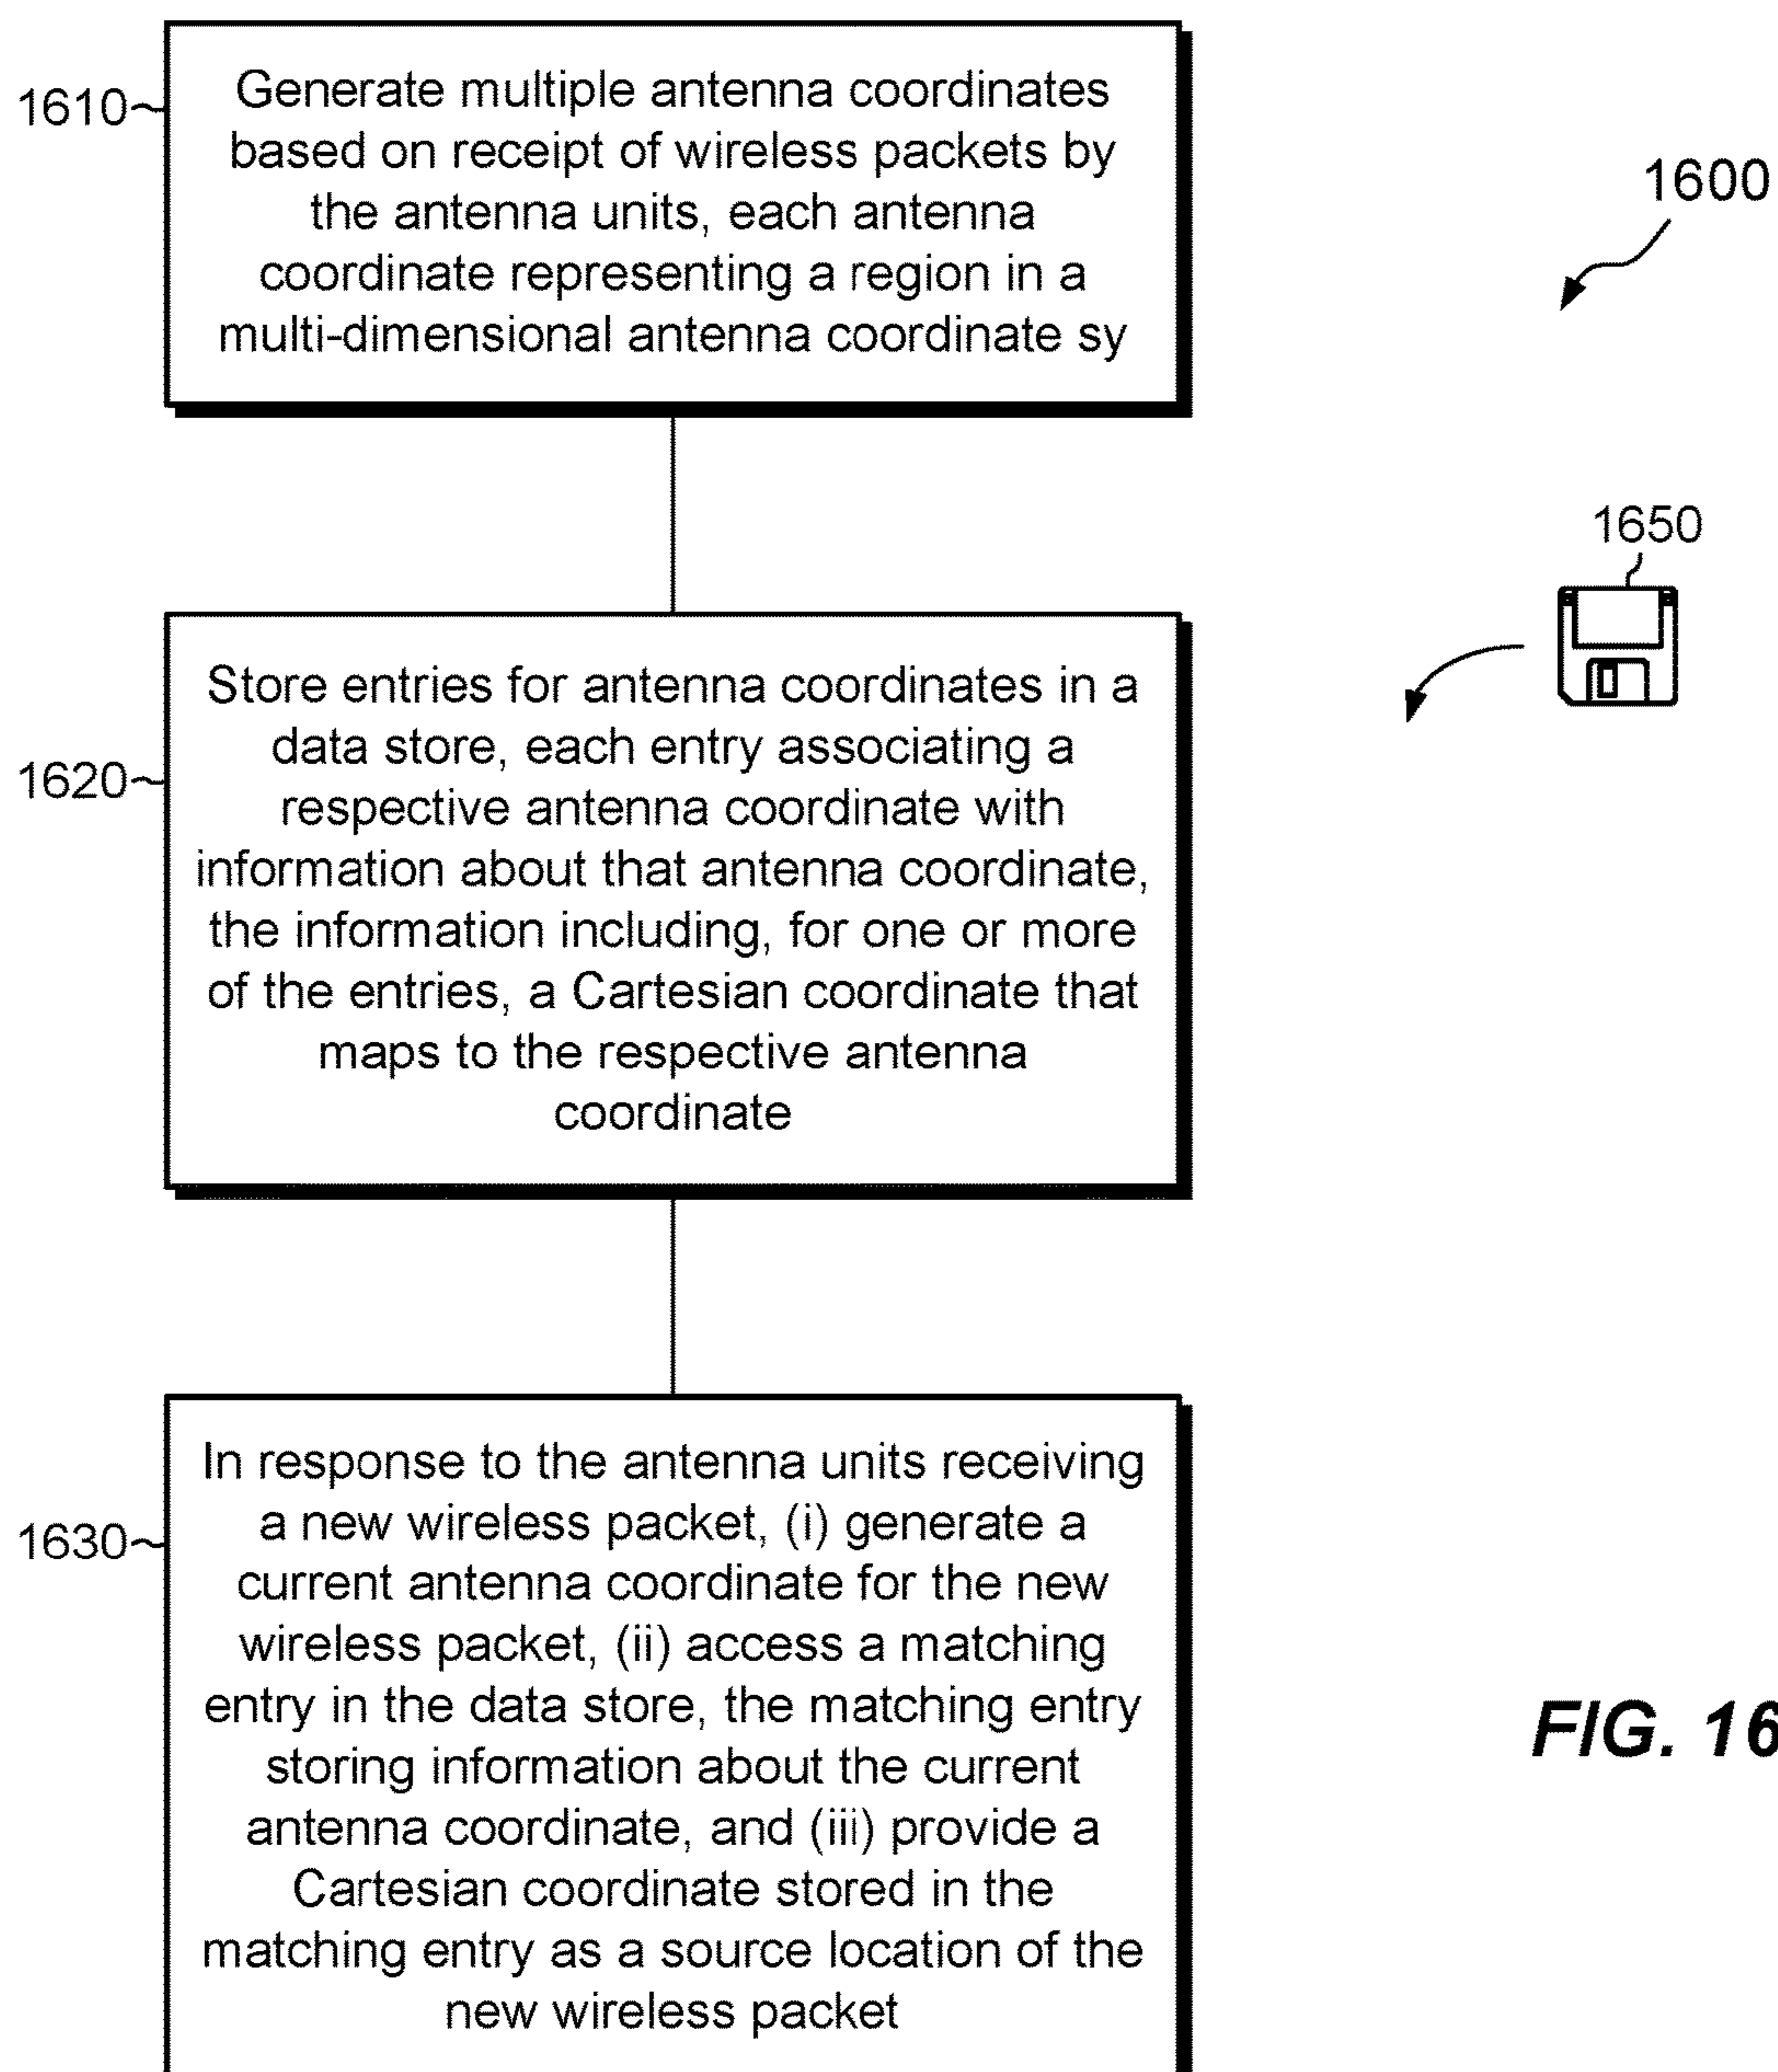 1610
Generate multiple antenna coordinates
based on receipt of wireless packets by
the antenna units, each antenna
coordinate representing a region in a
multi-dimensional antenna coordinate sy
1600
1650
1620
Store entries for antenna coordinates in a
data store, each entry associating a
respective antenna coordinate with
information about that antenna coordinate,
the information including, for one or more
of the entries, a Cartesian coordinate that
maps to the respective antenna
coordinate
1630
In response to the antenna units receiving
a new wireless packet, (i) generate a
current antenna coordinate for the new
wireless packet, (ii) access a matching
entry in the data store, the matching entry
storing information about the current
antenna coordinate, and (iii) provide a
Cartesian coordinate stored in the
matching entry as a source location of the
new wireless packet
FIG. 16